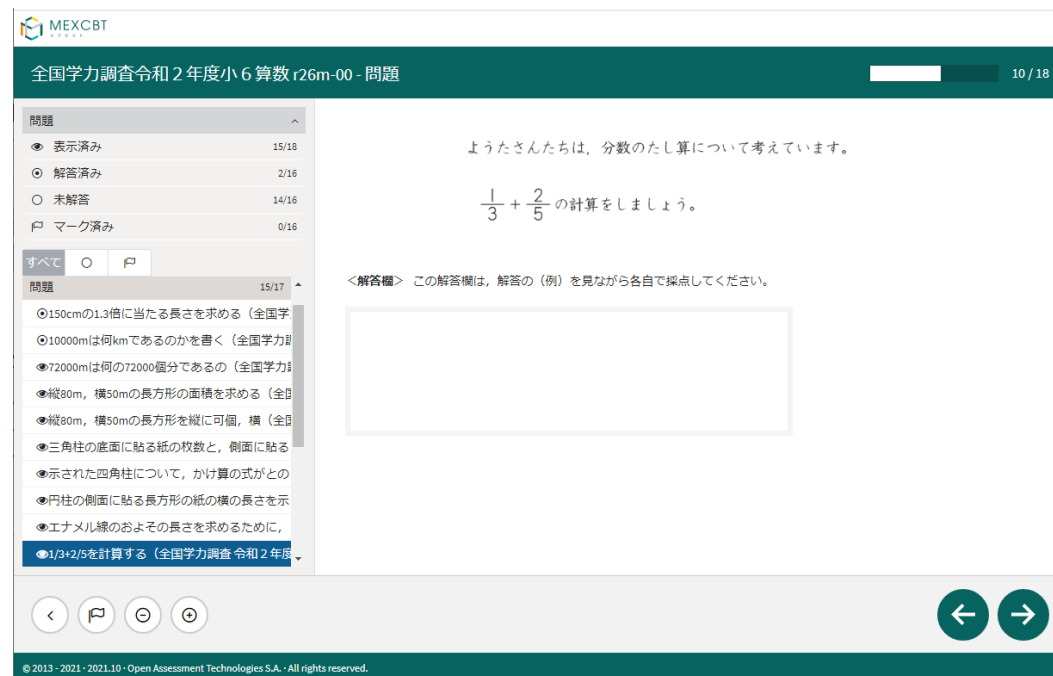 MEXCBT
メクビット
全国学力調査令和２年度小６算数 r26m-00 - 問題
10 / 18
問題
表示済み 15/18
解答済み 2/16
未解答 14/16
マーク済み 0/16
すべて
問題 15/17
150cmの1.3倍に当たる長さを求める（全国学
10000mは何kmであるのかを書く（全国学力調
72000mは何の72000個分であるの（全国学力調
縦80m，横50mの長方形の面積を求める（全国
縦80m，横50mの長方形を縦に可個，横（全国
三角柱の底面に貼る紙の枚数と，側面に貼る
示された四角柱について，かけ算の式がとの
円柱の側面に貼る長方形の紙の横の長さを示
エナメル線のおよその長さを求めるために，
1/3+2/5を計算する（全国学力調査 令和２年度
ようたさんたちは，分数のたし算について考えています。
1/3 + 2/5 の計算をしましょう。
＜解答欄＞ この解答欄は，解答の（例）を見ながら各自で採点してください。
© 2013 - 2021 · 2021.10 · Open Assessment Technologies S.A. · All rights reserved.